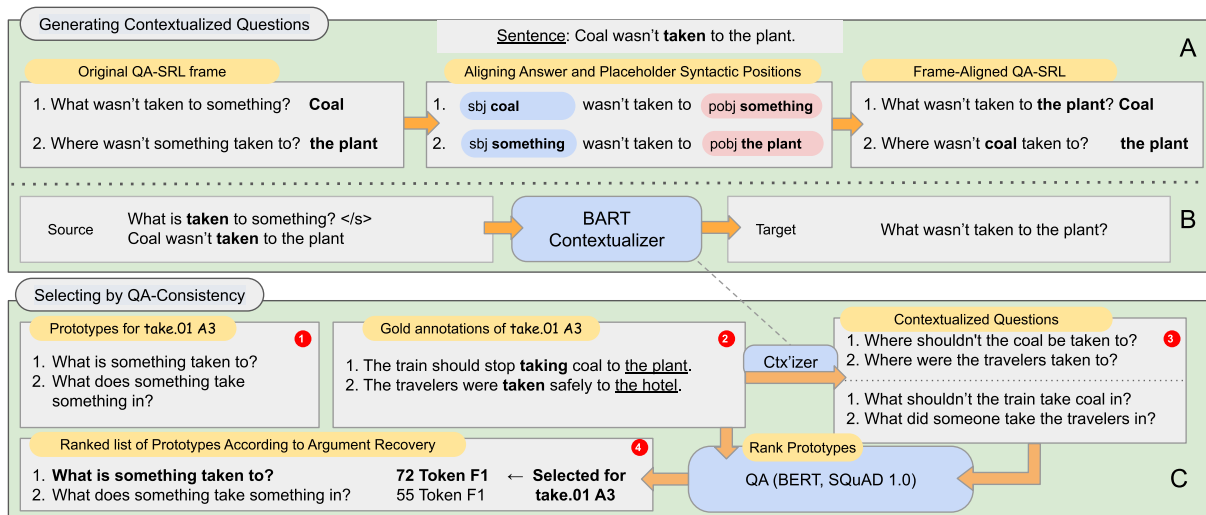 Generating Contextualized Questions
Sentence: Coal wasn't taken to the plant.
A
Original QA-SRL frame
1. What wasn't taken to something? Coal
2. Where wasn't something taken to? the plant
Aligning Answer and Placeholder Syntactic Positions
1. sbj coal wasn't taken to pobj something
2. sbj something wasn't taken to pobj the plant
Frame-Aligned QA-SRL
1. What wasn't taken to the plant? Coal
2. Where wasn't coal taken to? the plant
Source
What is taken to something? </s>
Coal wasn't taken to the plant
BART
Contextualizer
Target
What wasn't taken to the plant?
B
Selecting by QA-Consistency
Prototypes for take.01 A3
1
1. What is something taken to?
2. What does something take
something in?
Gold annotations of take.01 A3
2
1. The train should stop taking coal to the plant.
2. The travelers were taken safely to the hotel.
Ctx'izer
Contextualized Questions
3
1. Where shouldn't the coal be taken to?
2. Where were the travelers taken to?
1. What shouldn't the train take coal in?
2. What did someone take the travelers in?
Ranked list of Prototypes According to Argument Recovery
4
1. What is something taken to? 72 Token F1 ← Selected for
2. What does something take something in? 55 Token F1 take.01 A3
Rank Prototypes
QA (BERT, SQuAD 1.0)
C